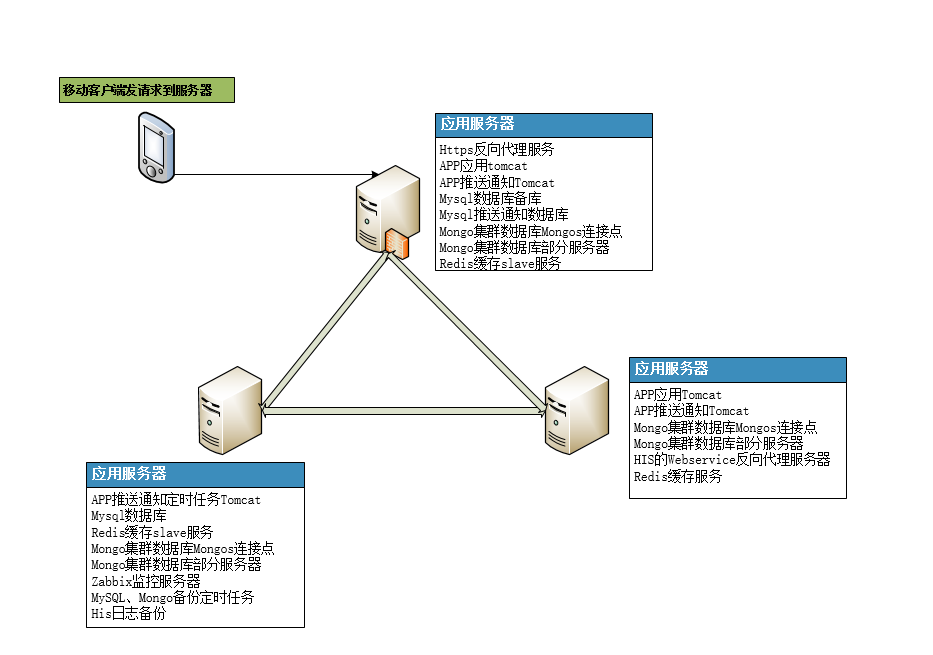 移动客户端发请求到服务器
应用服务器
Https反向代理服务
APP应用tomcat
APP推送通知Tomcat
Mysql数据库备库
Mysql推送通知数据库
Mongo集群数据库Mongos连接点
Mongo集群数据库部分服务器
Redis缓存slave服务
应用服务器
APP应用Tomcat
APP推送通知Tomcat
Mongo集群数据库Mongos连接点
Mongo集群数据库部分服务器
HIS的Webservice反向代理服务器
Redis缓存服务
应用服务器
APP推送通知定时任务Tomcat
Mysql数据库
Redis缓存slave服务
Mongo集群数据库Mongos连接点
Mongo集群数据库部分服务器
Zabbix监控服务器
MySQL、Mongo备份定时任务
His日志备份